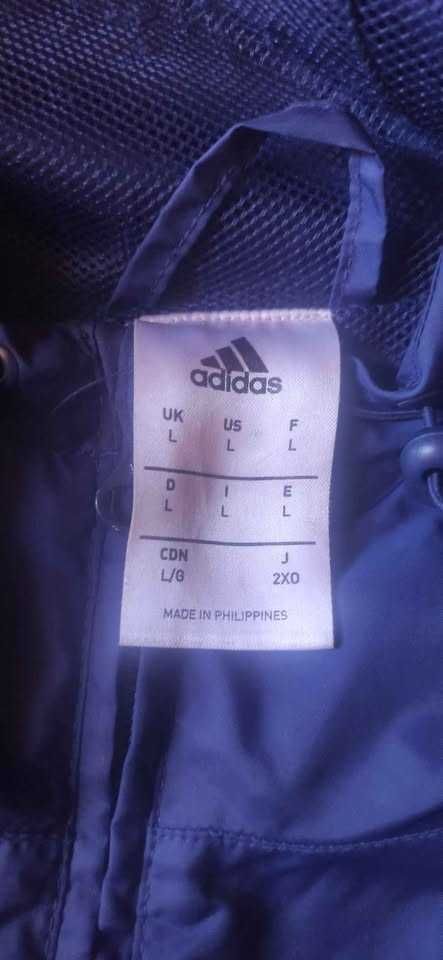 adidas
UK US F
L L L
D I E
L L L
CDN J
L/G 2XO
MADE IN PHILIPPINES